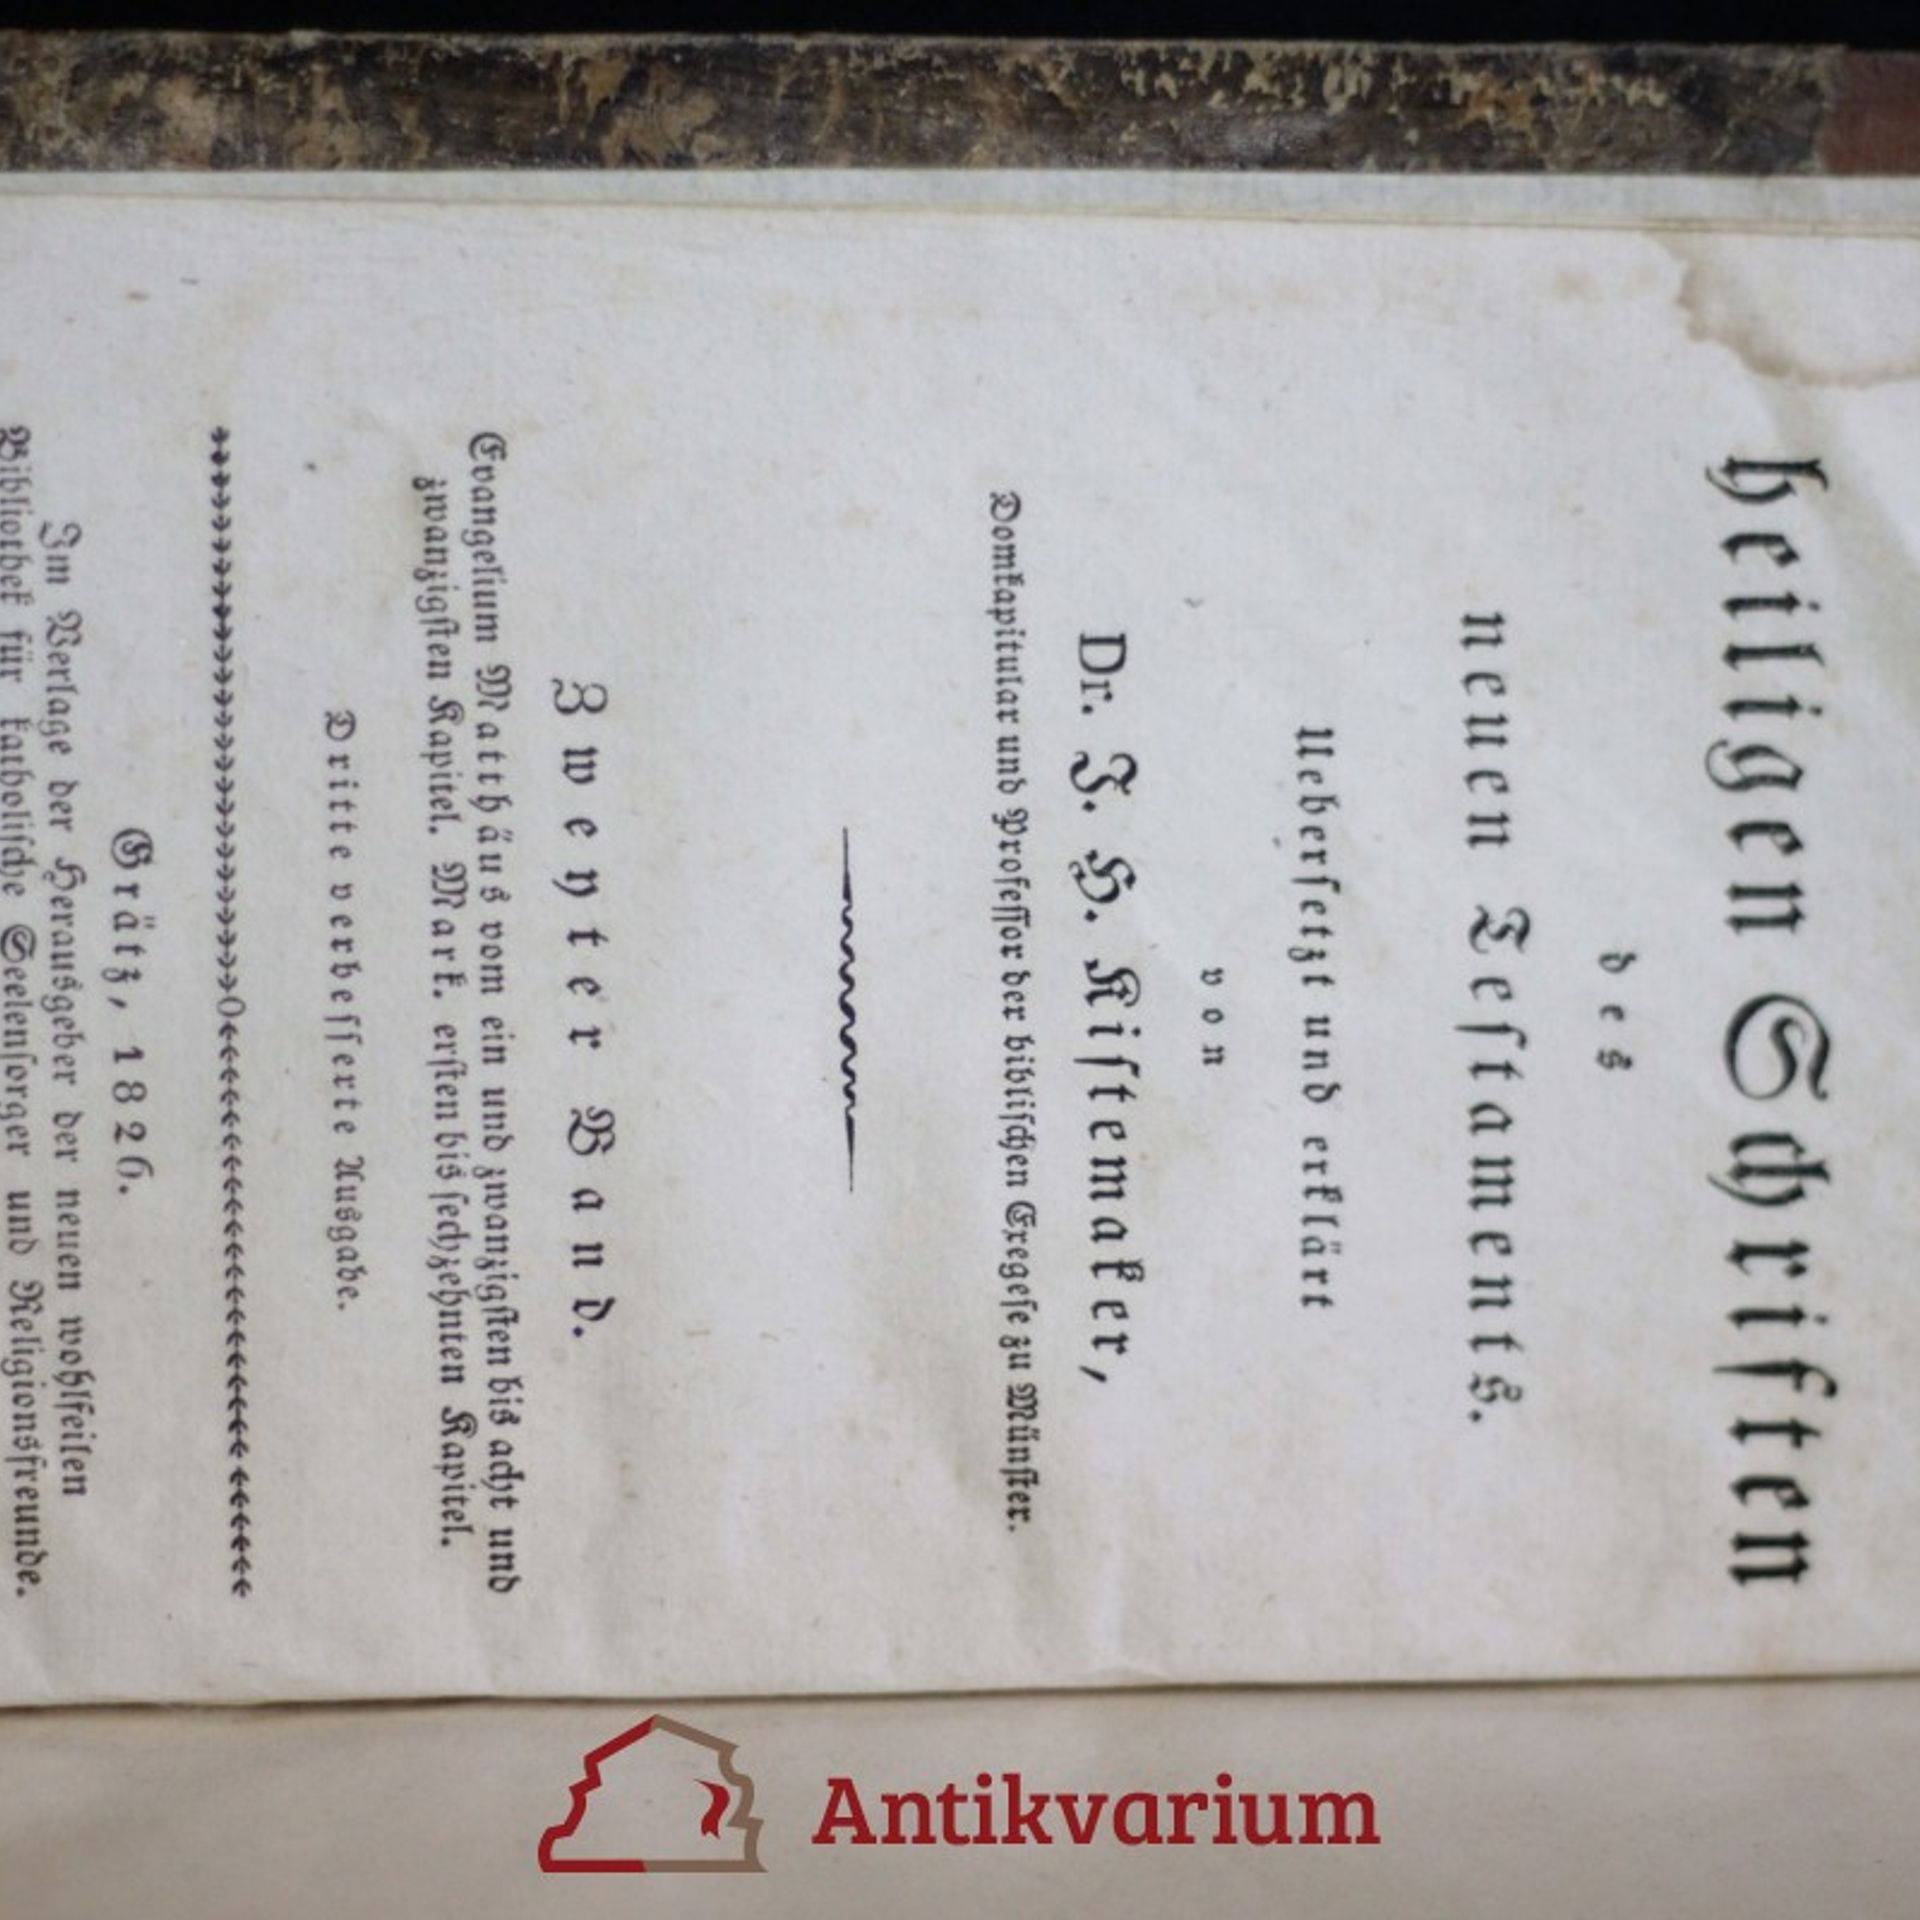 heiligen Schriften
des
neuen Testaments.
Uebersetzt und erklärt
von
Dr. J. H. Kistemaker,
Domkapitular und Professor der biblischen Exegese zu Münster.
Zweyter Band.
Evangelium Matthäus vom ein und zwanzigsten bis acht und
zwanzigsten Kapitel. Mark. ersten bis sechzehnten Kapitel.
Dritte verbesserte Ausgabe.
Grätz, 1826.
Im Verlage der Herausgeber der neuen wohlfeilen
Bibliothek für katholische Seelensorger und Religionsfreunde.
Antikvarium